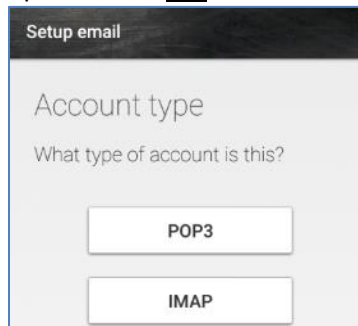 Setup email
Account type
What type of account is this?
POP3
IMAP